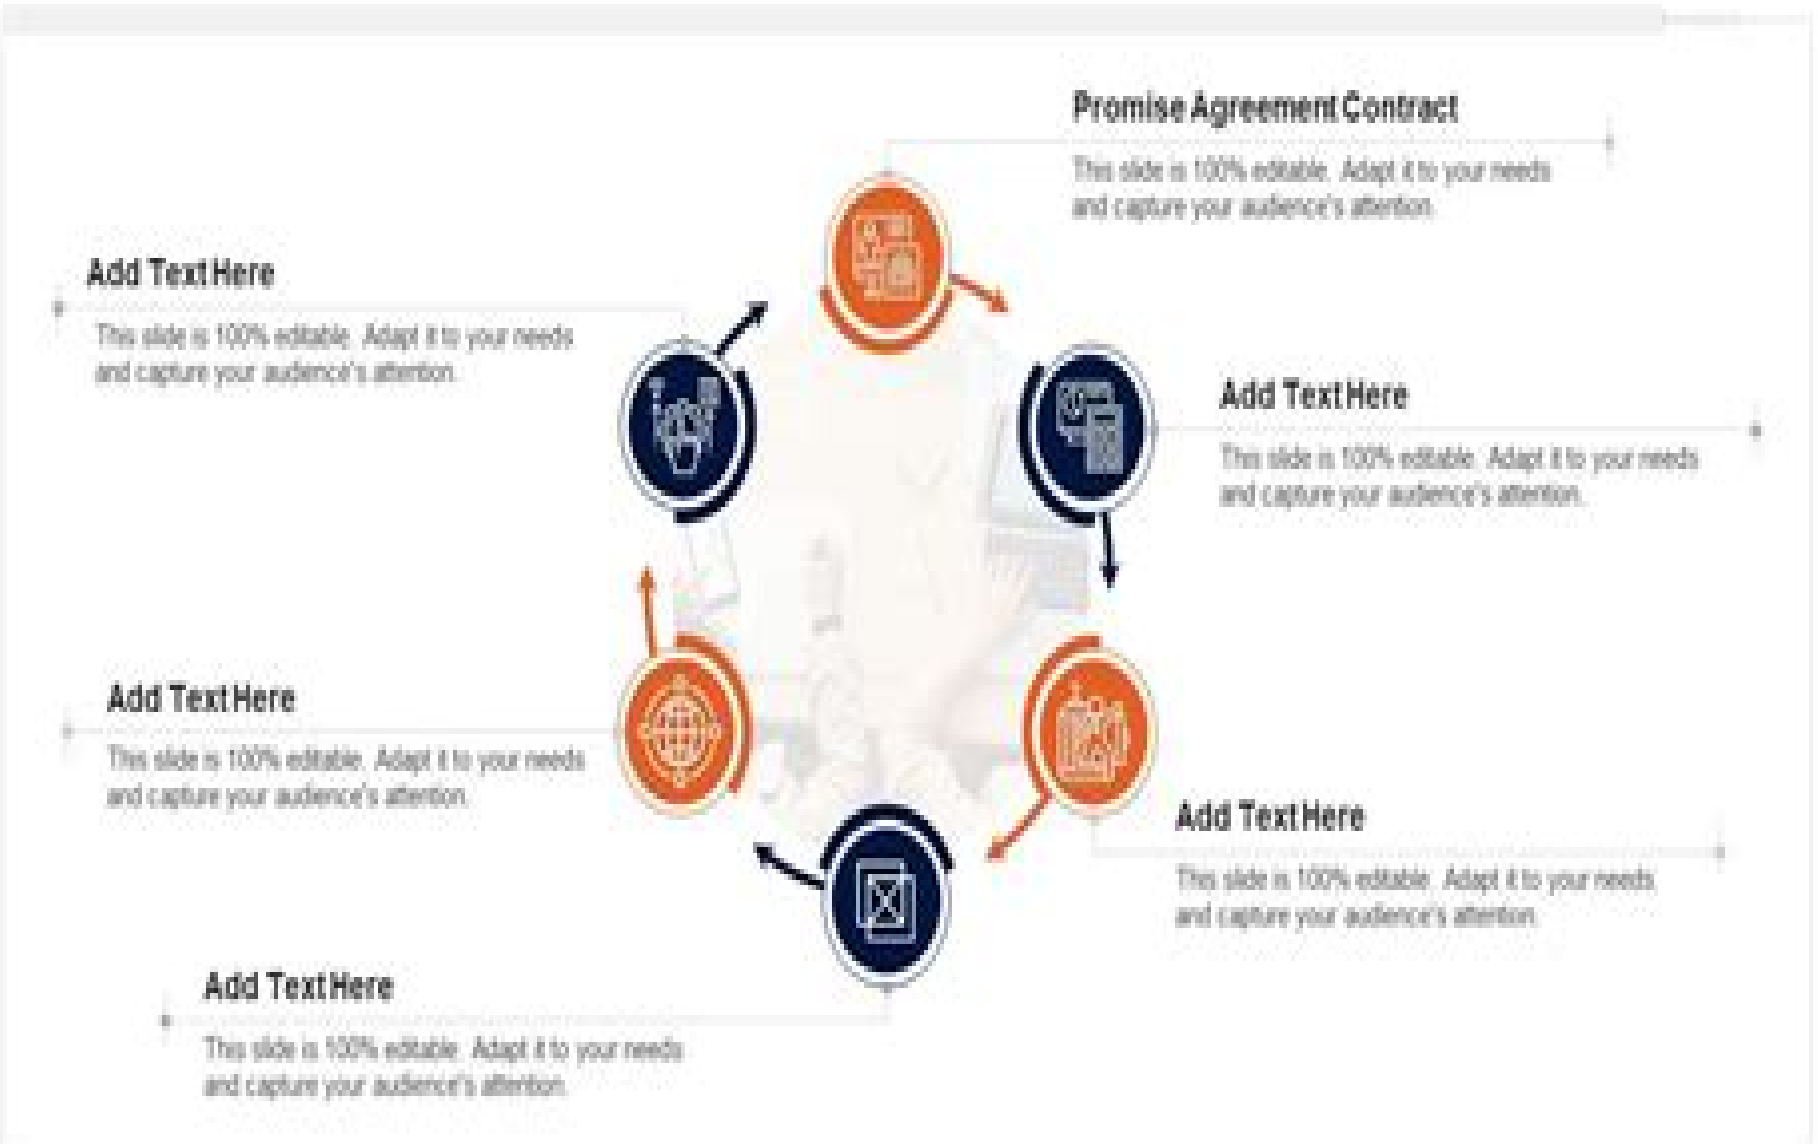 Promise Agreement Contract
This slide is 100% editable. Adapt it to your needs
and capture your audience's attention.
Add Text Here
This slide is 100% editable. Adapt it to your needs
and capture your audience's attention.
Add Text Here
This slide is 100% editable. Adapt it to your needs
and capture your audience's attention.
Add Text Here
This slide is 100% editable. Adapt it to your needs
and capture your audience's attention.
Add Text Here
This slide is 100% editable. Adapt it to your needs
and capture your audience's attention.
Add Text Here
This slide is 100% editable. Adapt it to your needs
and capture your audience's attention.